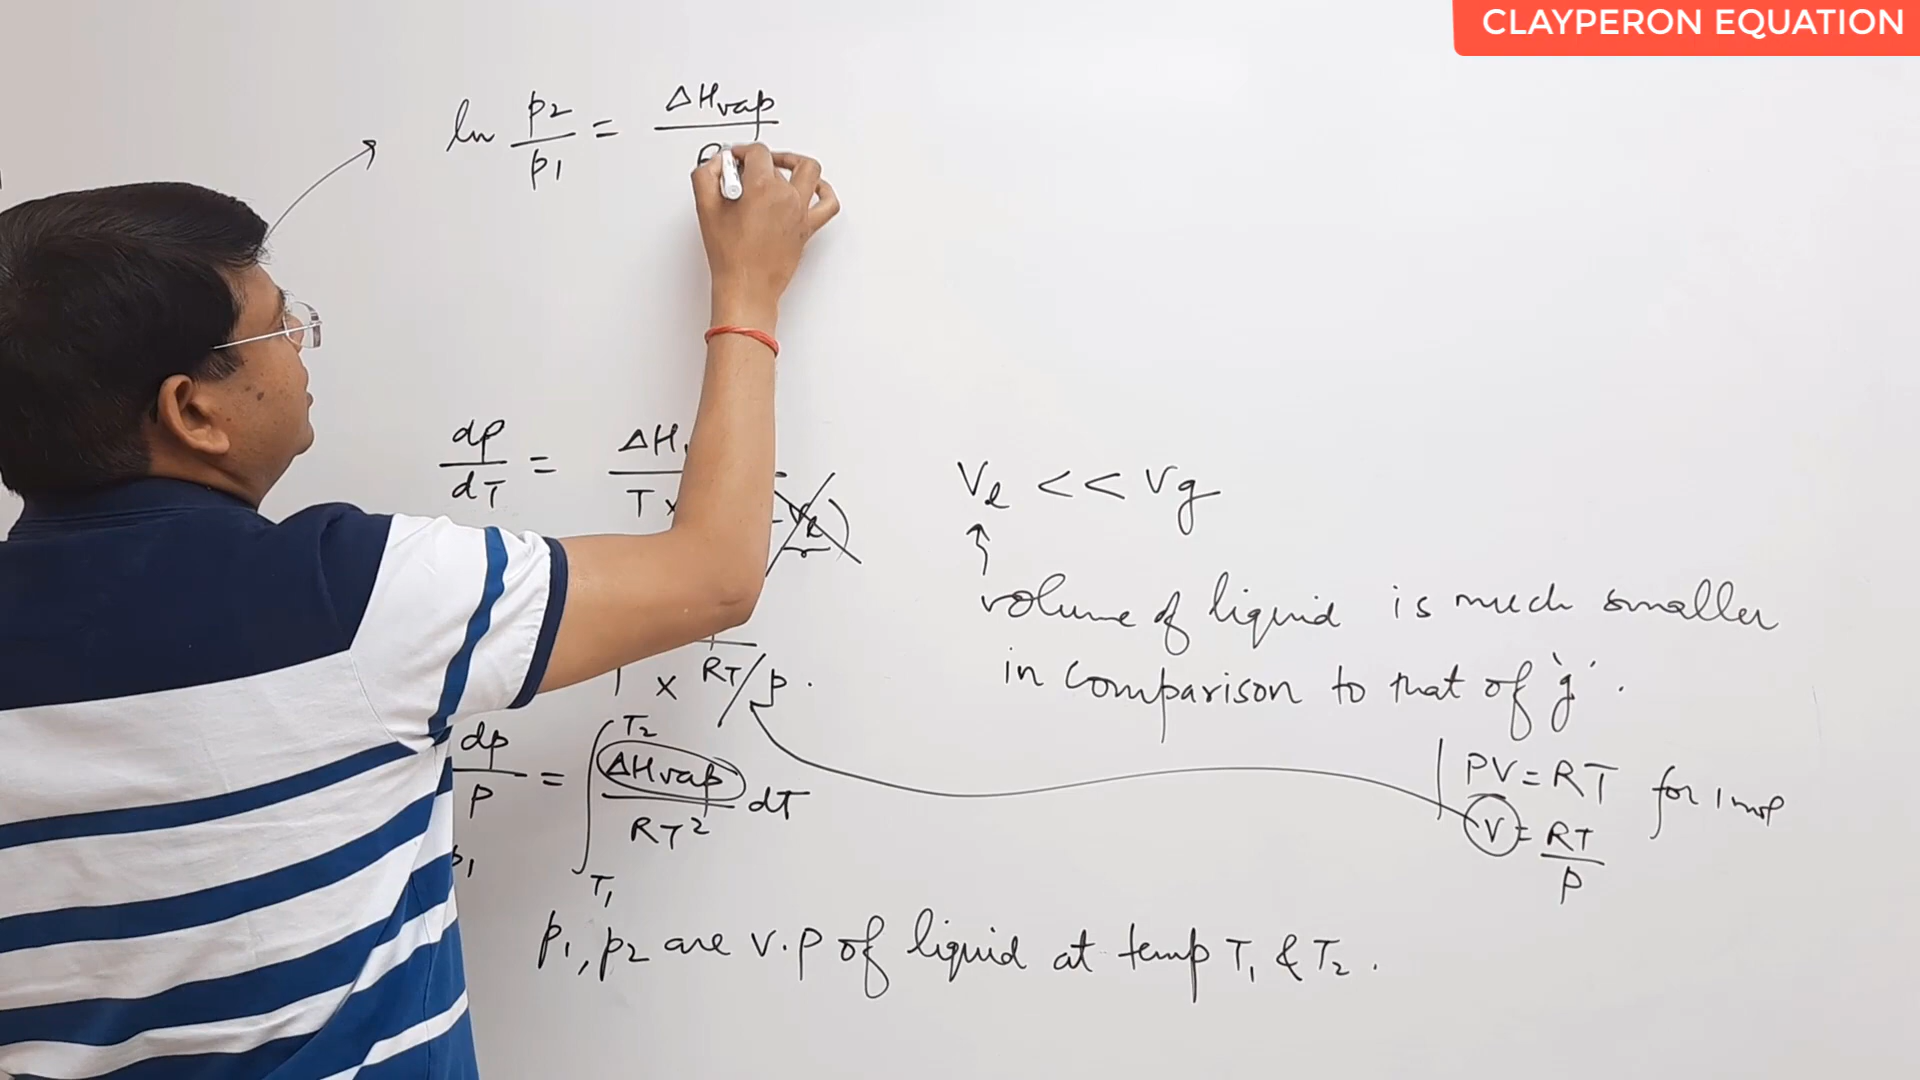 CLAYPERON EQUATION
ln p2/p1 = ΔHvap/
dp/dT = ΔH / T x
Vl << Vg
volume of liquid is much smaller
in comparison to that of 'g'.
x RT/p.
dp/p = ∫ T2 T1 ΔHvap/RT² dT
p1
PV = RT for 1
V = RT/P
p1, p2 are v.p of liquid at temp T1 & T2.